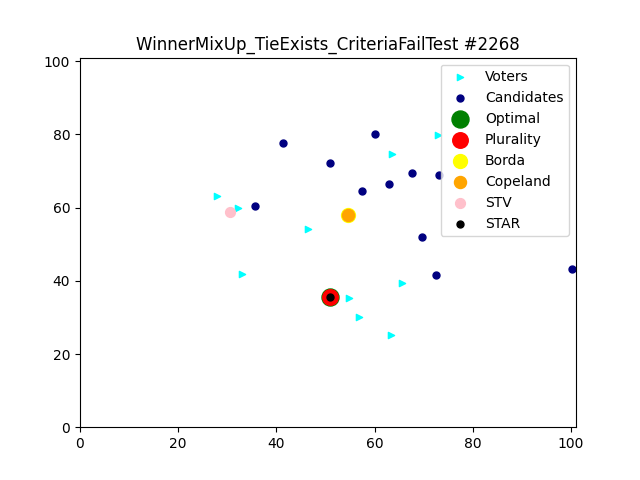 WinnerMixUp_TieExists_CriteriaFailTest #2268
100
80
60
40
20
0
0
20
40
60
80
100
Voters
Candidates
Optimal
Plurality
Borda
Copeland
STV
STAR